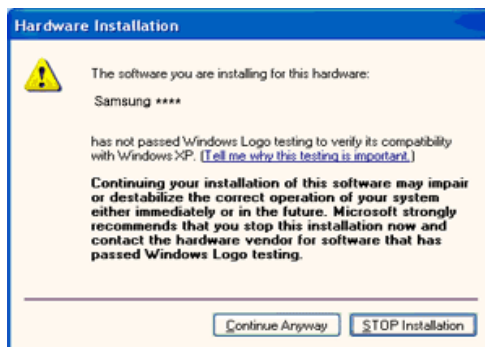 Hardware Installation
The software you are installing for this hardware:
Samsung ****
has not passed Windows Logo testing to verify its compatibility
with Windows XP. (Tell me why this testing is important.)
Continuing your installation of this software may impair
or destabilize the correct operation of your system
either immediately or in the future. Microsoft strongly
recommends that you stop this installation now and
contact the hardware vendor for software that has
passed Windows Logo testing.
Continue Anyway
STOP Installation